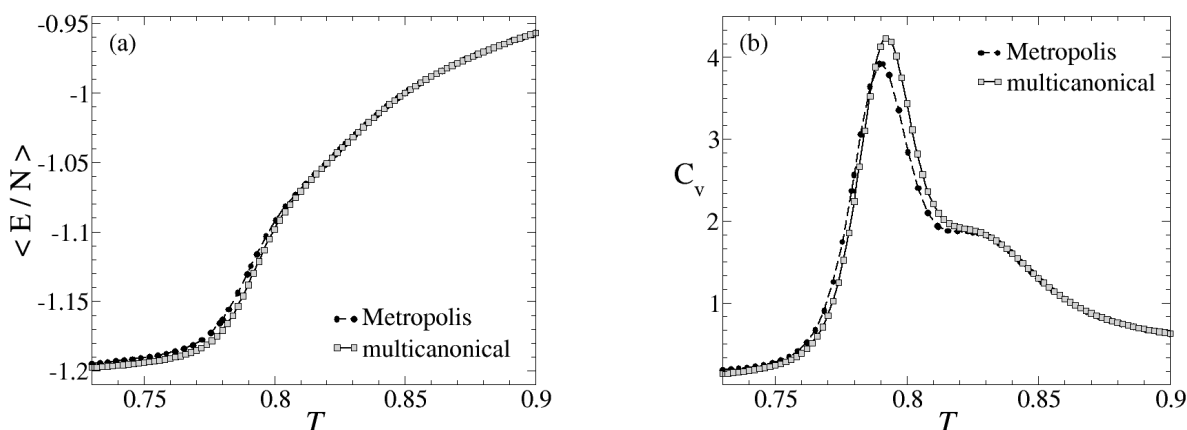 -0.95
(a)
-1
-1.05
< E / N >
-1.1
-1.15
-1.2
Metropolis
multicanonical
0.75
0.8
0.85
0.9
T
(b)
Metropolis
multicanonical
4
3
C_v
2
1
0.75
0.8
0.85
0.9
T